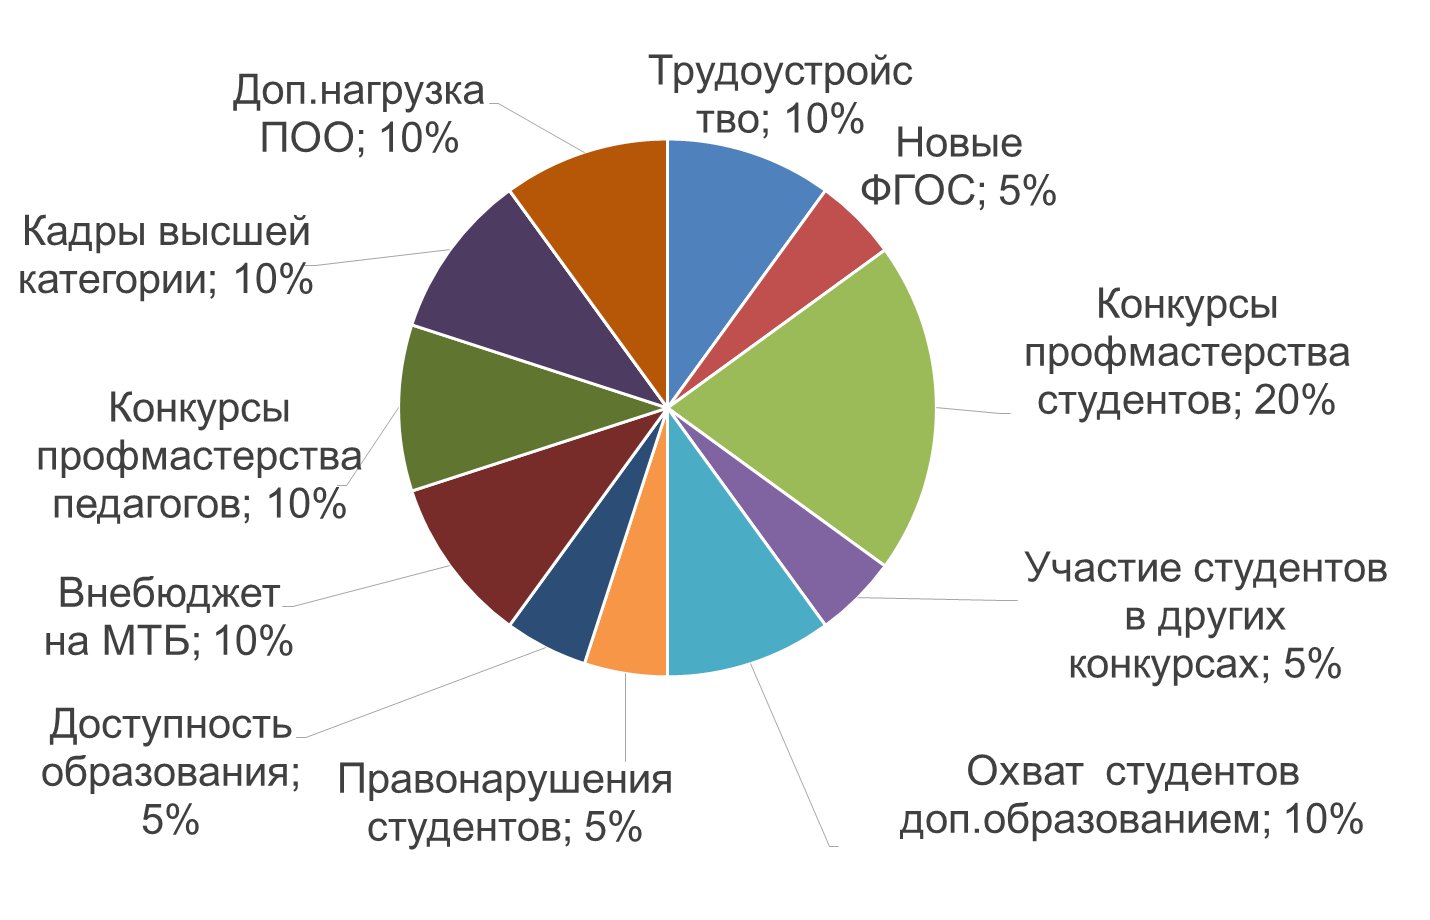 Трудоустройс
тво; 10%
Новые
ФГОС; 5%
Конкурсы
профмастерства
студентов; 20%
Участие студентов
в других
конкурсах; 5%
Охват  студентов
доп.образованием; 10%
Правонарушения
студентов; 5%
Доступность
образования;
5%
Внебюджет
на МТБ; 10%
Конкурсы
профмастерства
педагогов; 10%
Кадры высшей
категории; 10%
Доп.нагрузка
ПОО; 10%